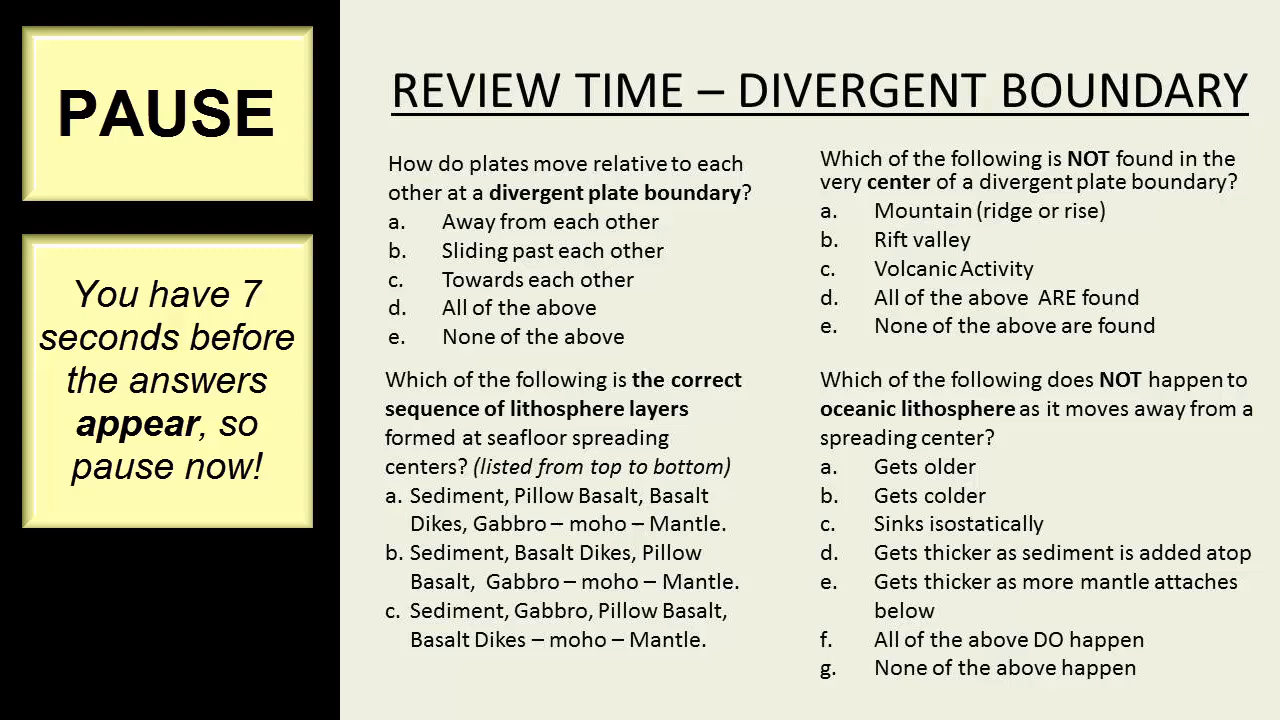 PAUSE
You have 7
seconds before
the answers
appear, so
pause now!
REVIEW TIME – DIVERGENT BOUNDARY
How do plates move relative to each
other at a divergent plate boundary?
a. Away from each other
b. Sliding past each other
c. Towards each other
d. All of the above
e. None of the above
Which of the following is the correct
sequence of lithosphere layers
formed at seafloor spreading
centers? (listed from top to bottom)
a. Sediment, Pillow Basalt, Basalt
Dikes, Gabbro – moho – Mantle.
b. Sediment, Basalt Dikes, Pillow
Basalt, Gabbro – moho – Mantle.
c. Sediment, Gabbro, Pillow Basalt,
Basalt Dikes – moho – Mantle.
Which of the following is NOT found in the
very center of a divergent plate boundary?
a. Mountain (ridge or rise)
b. Rift valley
c. Volcanic Activity
d. All of the above ARE found
e. None of the above are found
Which of the following does NOT happen to
oceanic lithosphere as it moves away from a
spreading center?
a. Gets older
b. Gets colder
c. Sinks isostatically
d. Gets thicker as sediment is added atop
e. Gets thicker as more mantle attaches
below
f. All of the above DO happen
g. None of the above happen